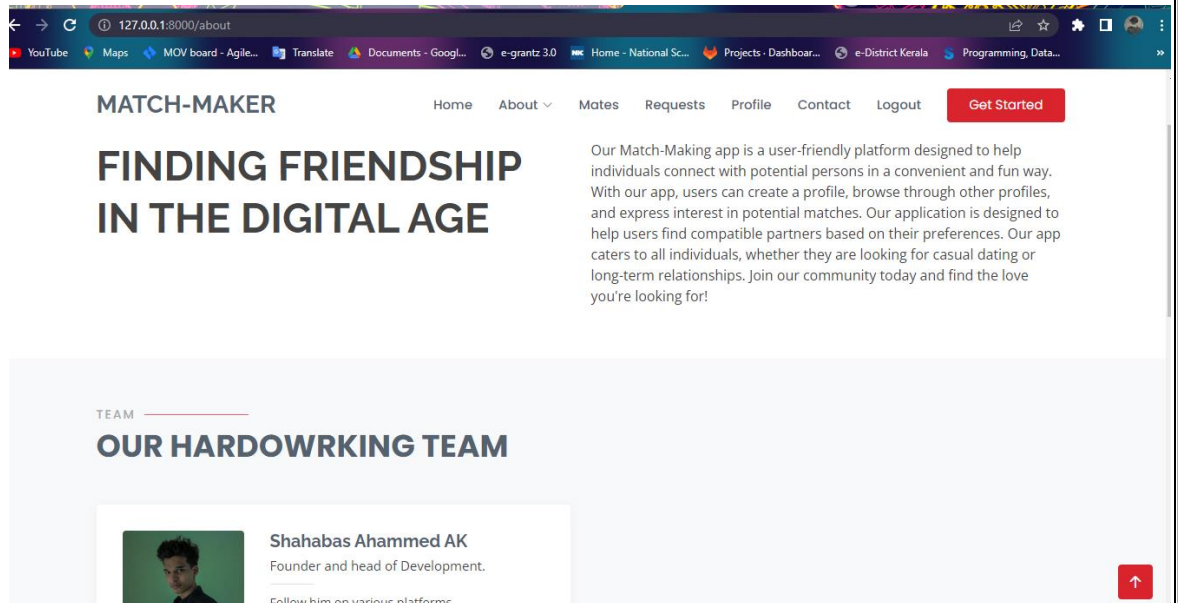 127.0.0.1:8000/about
YouTube Maps MOV board - Agile... Translate Documents - Googl... e-grantz 3.0 Home - National Sc... Projects · Dashboar... e-District Kerala Programming, Data... »
MATCH-MAKER Home About Mates Requests Profile Contact Logout Get Started
FINDING FRIENDSHIP
IN THE DIGITAL AGE
Our Match-Making app is a user-friendly platform designed to help
individuals connect with potential persons in a convenient and fun way.
With our app, users can create a profile, browse through other profiles,
and express interest in potential matches. Our application is designed to
help users find compatible partners based on their preferences. Our app
caters to all individuals, whether they are looking for casual dating or
long-term relationships. Join our community today and find the love
you're looking for!
TEAM
OUR HARDOWRKING TEAM
Shahabas Ahammed AK
Founder and head of Development.
Follow him on various platforms